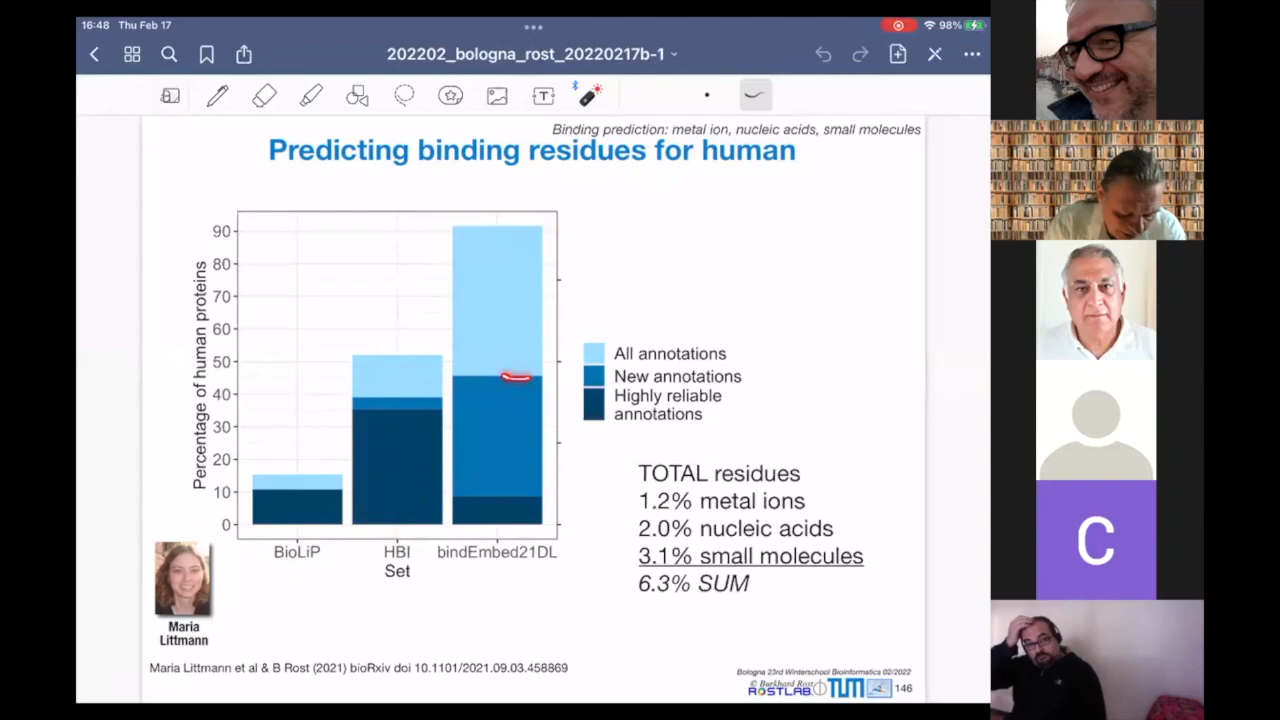 16:48 Thu Feb 17
98%
202202_bologna_rost_20220217b-1
T
Binding prediction: metal ion, nucleic acids, small molecules
Predicting binding residues for human
Percentage of human proteins
90
80
70
60
50
40
30
20
10
0
BioLiP
HBI
bindEmbed21DL
Set
All annotations
New annotations
Highly reliable
annotations
TOTAL residues
1.2% metal ions
2.0% nucleic acids
3.1% small molecules
6.3% SUM
Maria
Littmann
Maria Littmann et al & B Rost (2021) bioRxiv doi 10.1101/2021.09.03.458869
Bologna 23rd Winterschool Bioinformatics 02/2022
© Burkhard Rost
ROSTLAB
TUM
146
C